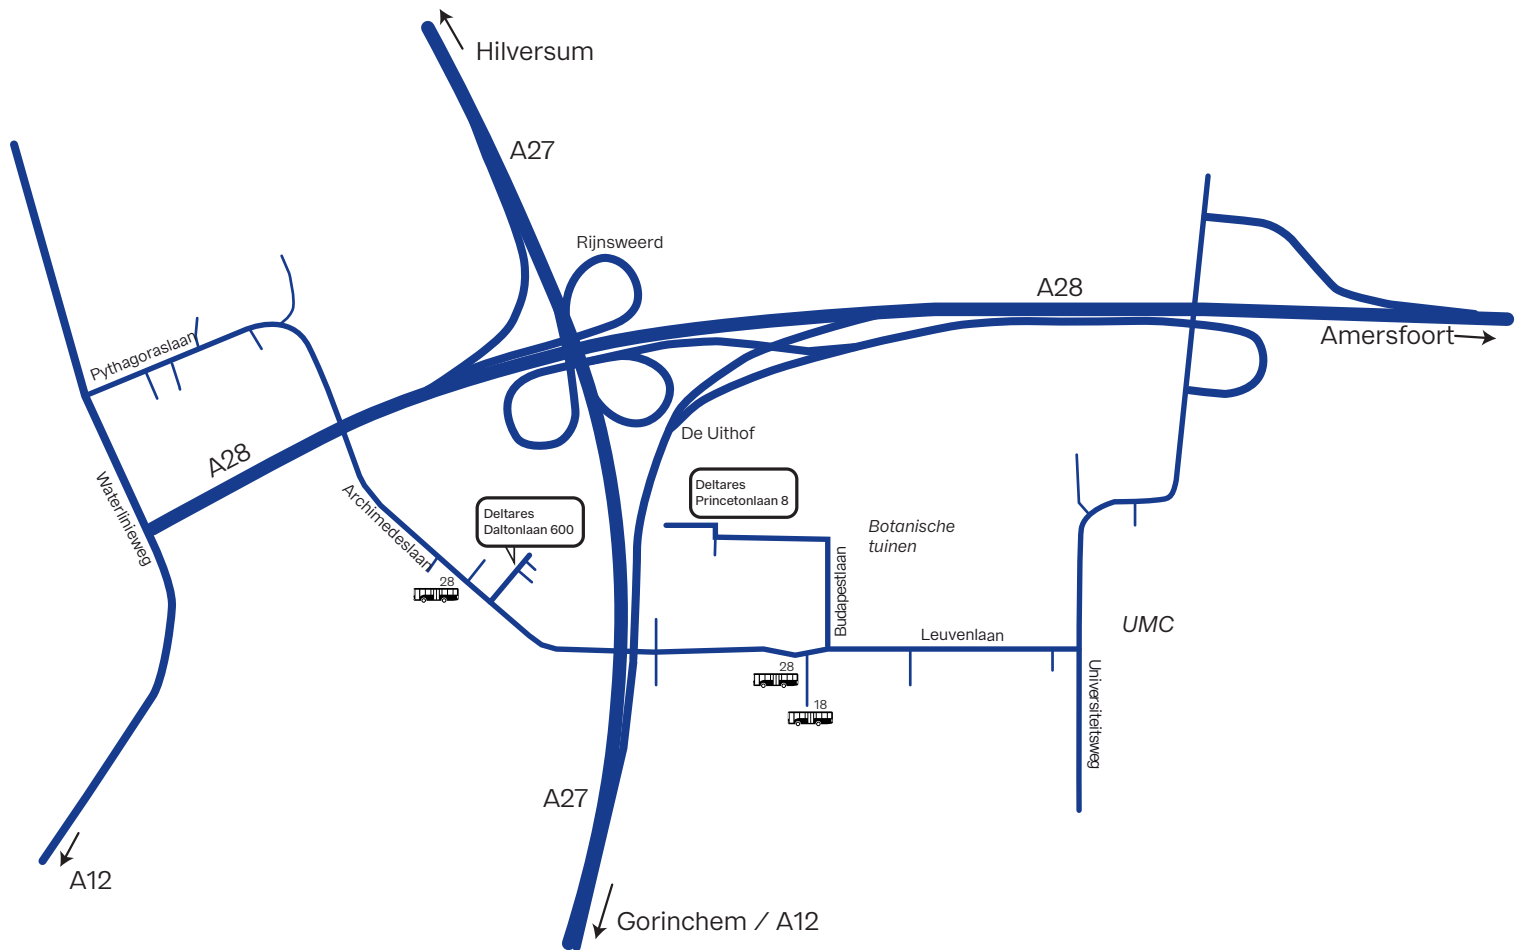 Hilversum
A27
Rijnsweerd
A28
Amersfoort
Pythagoraslaan
De Uithof
A28
Waterlinieweg
Archimedeslaan
Deltares
Princetonlaan 8
Deltares
Daltonlaan 600
Botanische
tuinen
Budapestlaan
28
UMC
Leuvenlaan
28
18
Universiteitsweg
A27
A12
Gorinchem / A12